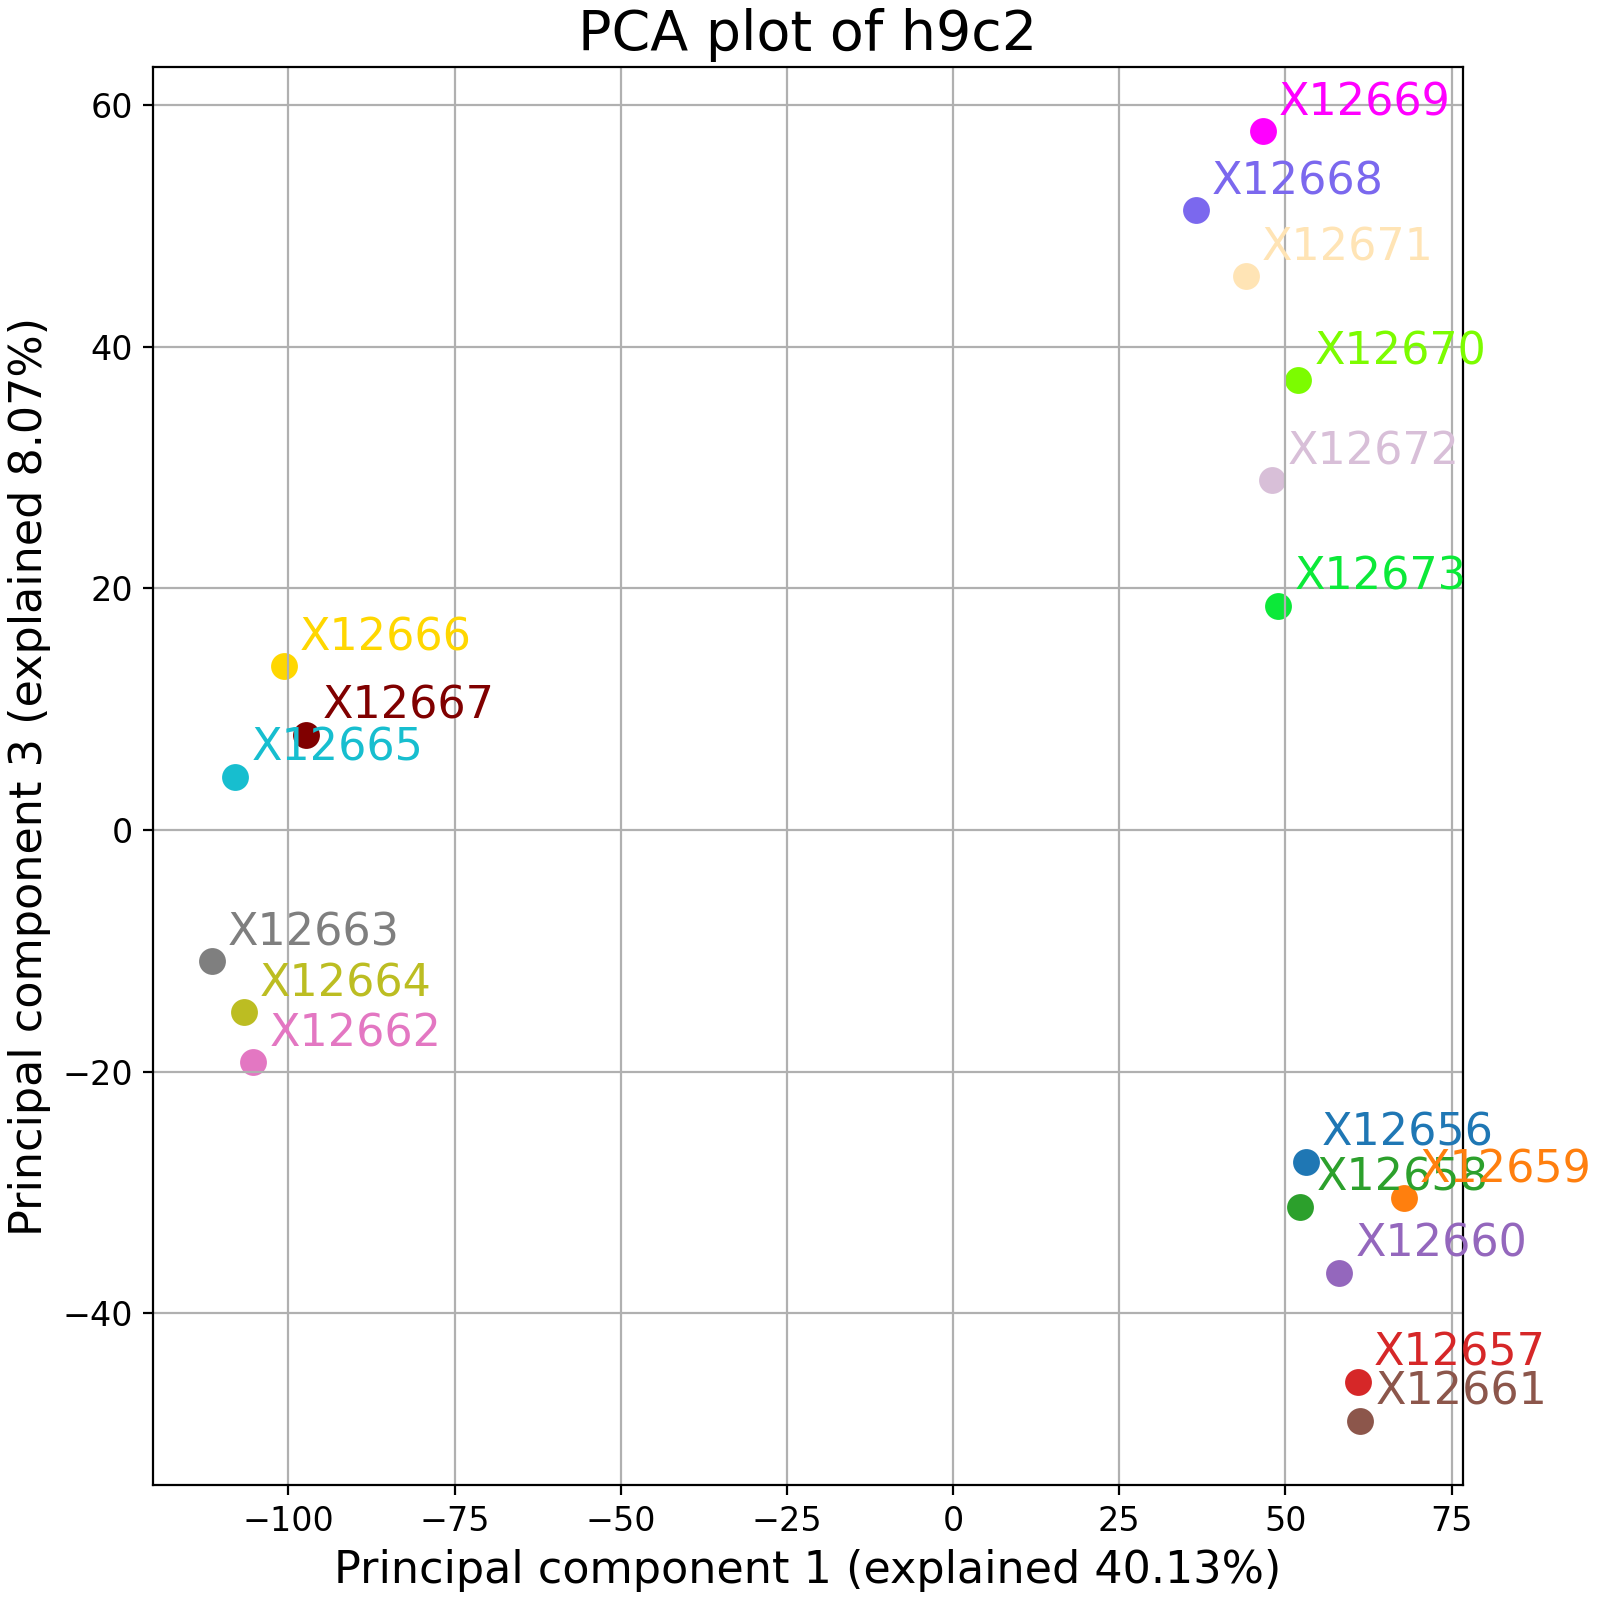 PCA plot of h9c2
60
X12669
X12668
X12671
40
X12670
X12672
20
X12673
X12666
X12667
X12665
0
X12663
X12664
X12662
−20
X12656
X12659
X12658
X12660
−40
X12657
X12661
−100 −75 −50 −25 0 25 50 75
Principal component 1 (explained 40.13%)
Principal component 3 (explained 8.07%)